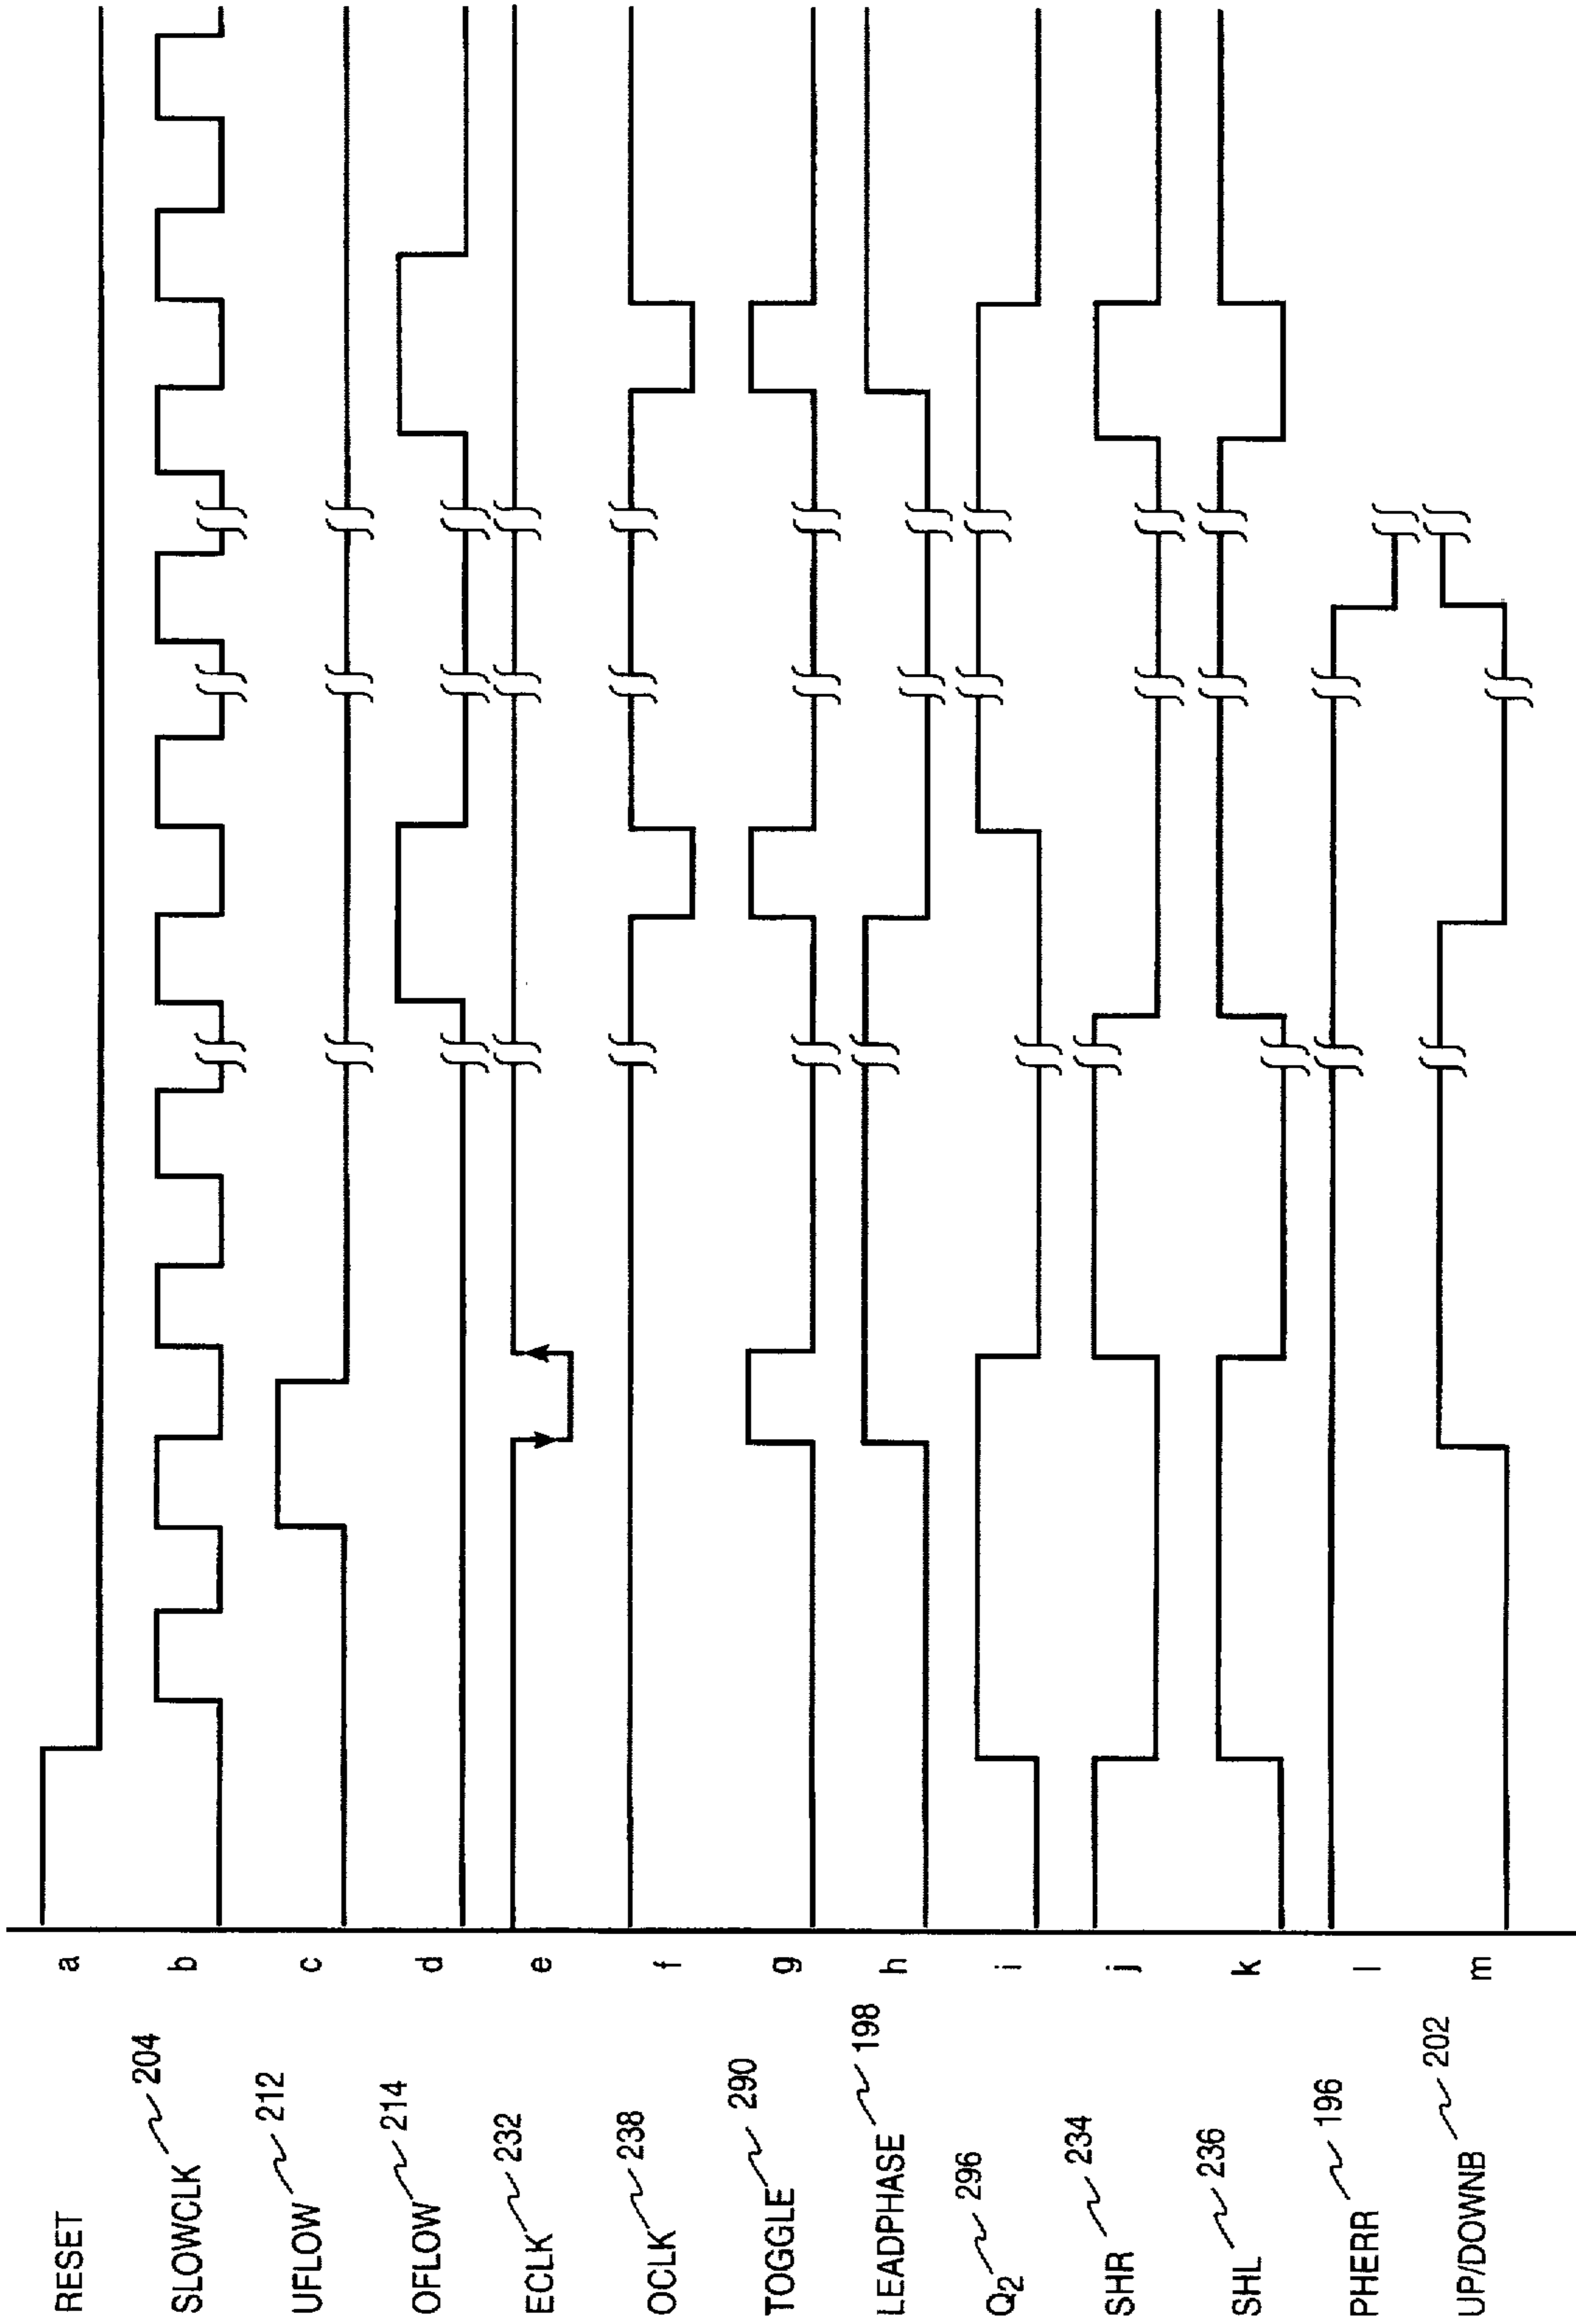 RESET a
SLOWCLK 204 b
UFLOW 212 c
OFLOW 214 d
ECLK 232 e
OCLK 238 f
TOGGLE 290 g
LEADPHASE 198 h
Q2 296 i
SHR 234 j
SHL 236 k
PHERR 196 l
UP/DOWNB 202 m